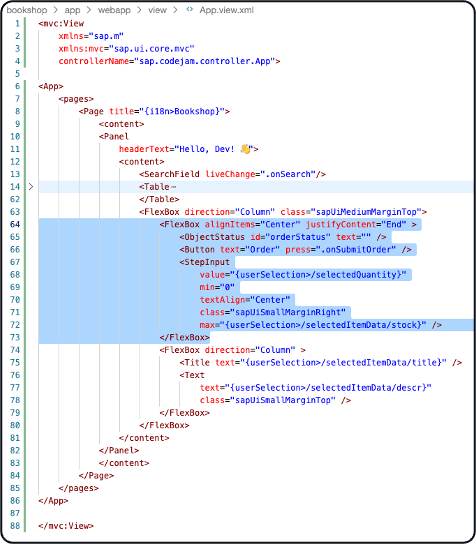 bookshop > app > webapp > view > App.view.xml
1 <mvc:View
2 xmlns="sap.m"
3 xmlns:mvc="sap.ui.core.mvc"
4 controllerName="sap.codejam.controller.App">
5
6 <App>
7 <pages>
8 <Page title="{i18n>Bookshop}">
9 <content>
10 <Panel
11 headerText="Hello, Dev! 👋">
12 <content>
13 <SearchField liveChange=".onSearch"/>
14 <Table⋯
62 </Table>
63 <FlexBox direction="Column" class="sapUiMediumMarginTop">
64 <FlexBox alignItems="Center" justifyContent="End" >
65 <ObjectStatus id="orderStatus" text="" />
66 <Button text="Order" press=".onSubmitOrder" />
67 <StepInput
68 value="{userSelection>/selectedQuantity}"
69 min="0"
70 textAlign="Center"
71 class="sapUiSmallMarginRight"
72 max="{userSelection>/selectedItemData/stock}" />
73 </FlexBox>
74 <FlexBox direction="Column" >
75 <Title text="{userSelection>/selectedItemData/title}" />
76 <Text
77 text="{userSelection>/selectedItemData/descr}"
78 class="sapUiSmallMarginTop" />
79 </FlexBox>
80 </FlexBox>
81 </content>
82 </Panel>
83 </content>
84 </Page>
85 </pages>
86 </App>
87
88 </mvc:View>